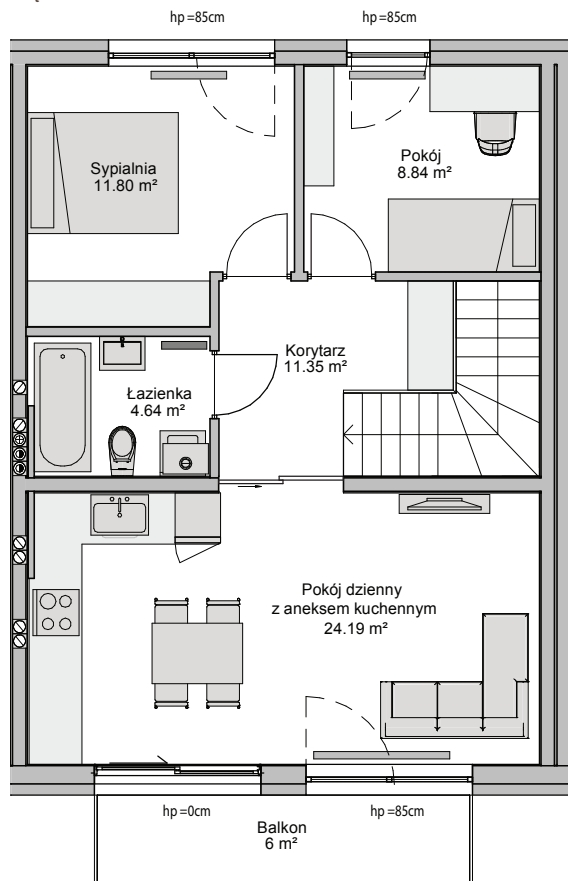 hp =85cm
hp =85cm
Sypialnia
11.80 m²
Pokój
8.84 m²
Korytarz
11.35 m²
Łazienka
4.64 m²
Pokój dzienny
z aneksem kuchennym
24.19 m²
hp =0cm
hp =85cm
Balkon
6 m²